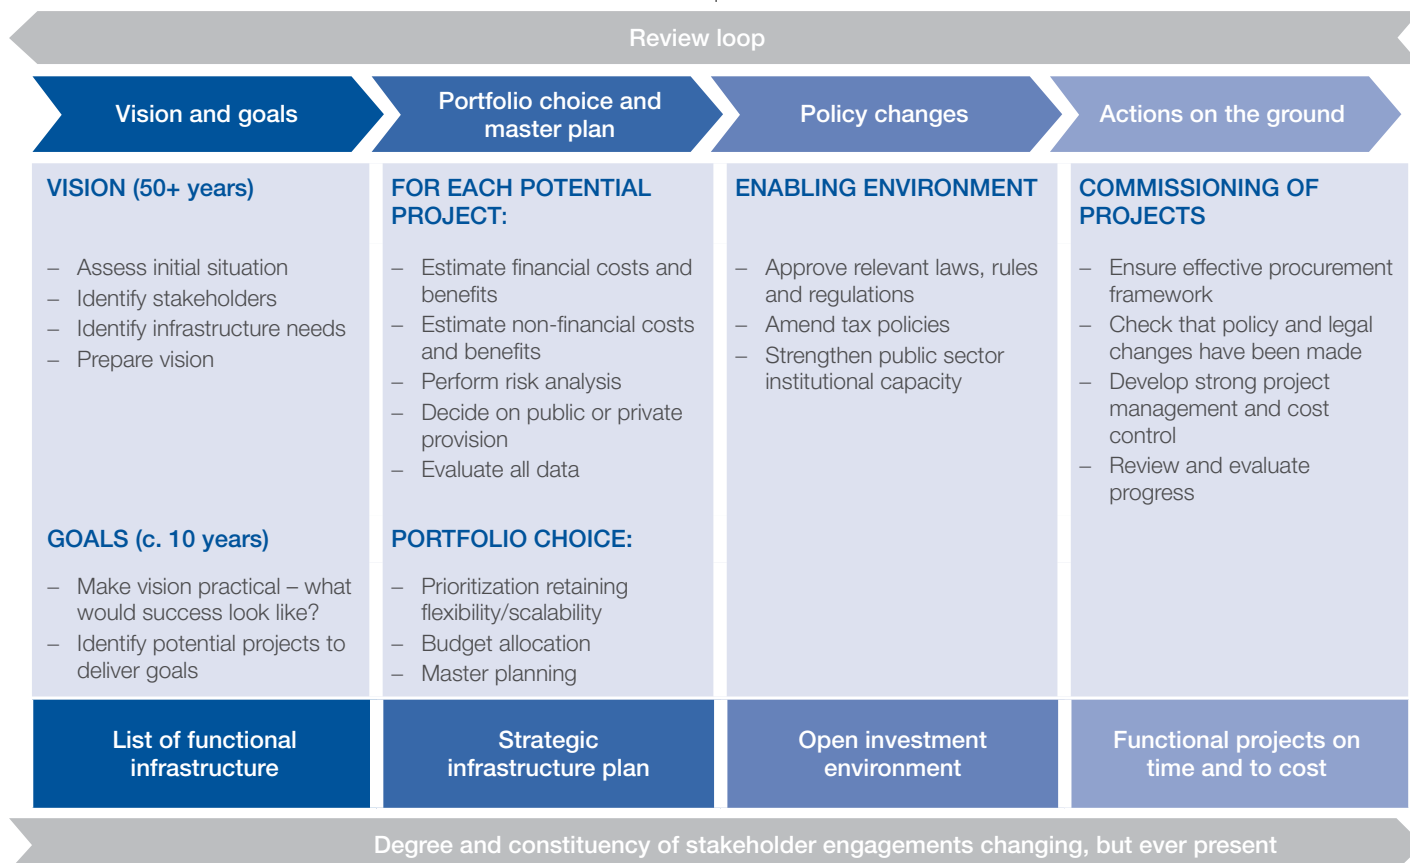 Review loop
Vision and goals
Portfolio choice and
master plan
Policy changes
Actions on the ground
VISION (50+ years)
– Assess initial situation
– Identify stakeholders
– Identify infrastructure needs
– Prepare vision
GOALS (c. 10 years)
– Make vision practical – what
would success look like?
– Identify potential projects to
deliver goals
FOR EACH POTENTIAL
PROJECT:
– Estimate financial costs and
benefits
– Estimate non-financial costs
and benefits
– Perform risk analysis
– Decide on public or private
provision
– Evaluate all data
PORTFOLIO CHOICE:
– Prioritization retaining
flexibility/scalability
– Budget allocation
– Master planning
ENABLING ENVIRONMENT
– Approve relevant laws, rules
and regulations
– Amend tax policies
– Strengthen public sector
institutional capacity
COMMISSIONING OF
PROJECTS
– Ensure effective procurement
framework
– Check that policy and legal
changes have been made
– Develop strong project
management and cost
control
– Review and evaluate
progress
List of functional
infrastructure
Strategic
infrastructure plan
Open investment
environment
Functional projects on
time and to cost
Degree and constituency of stakeholder engagements changing, but ever present